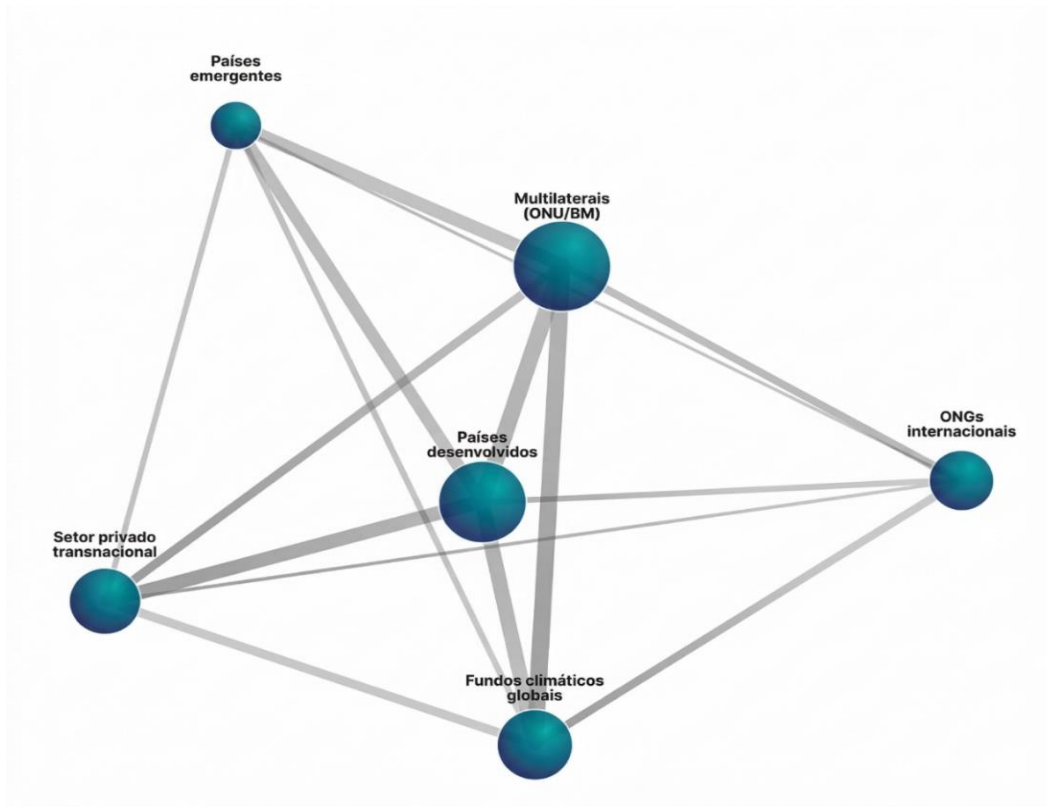 Países
emergentes
Multilaterais
(ONU/BM)
ONGs
internacionais
Países
desenvolvidos
Setor privado
transnacional
Fundos climáticos
globais